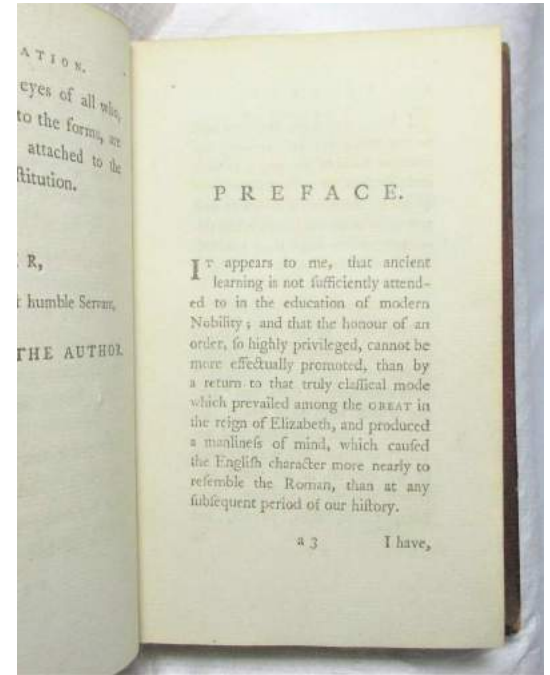 ATION.
eyes of all who,
to the forms, are
attached to the
ſtitution.
R,
humble Servant,
THE AUTHOR.
PREFACE.
IT appears to me, that ancient
learning is not ſufficiently attend-
ed to in the education of modern
Nobility; and that the honour of an
order, ſo highly privileged, cannot be
more effectually promoted, than by
a return to that truly claſſical mode
which prevailed among the GREAT in
the reign of Elizabeth, and produced
a manlineſs of mind, which cauſed
the Engliſh character more nearly to
reſemble the Roman, than at any
ſubſequent period of our hiſtory.
a 3 I have,